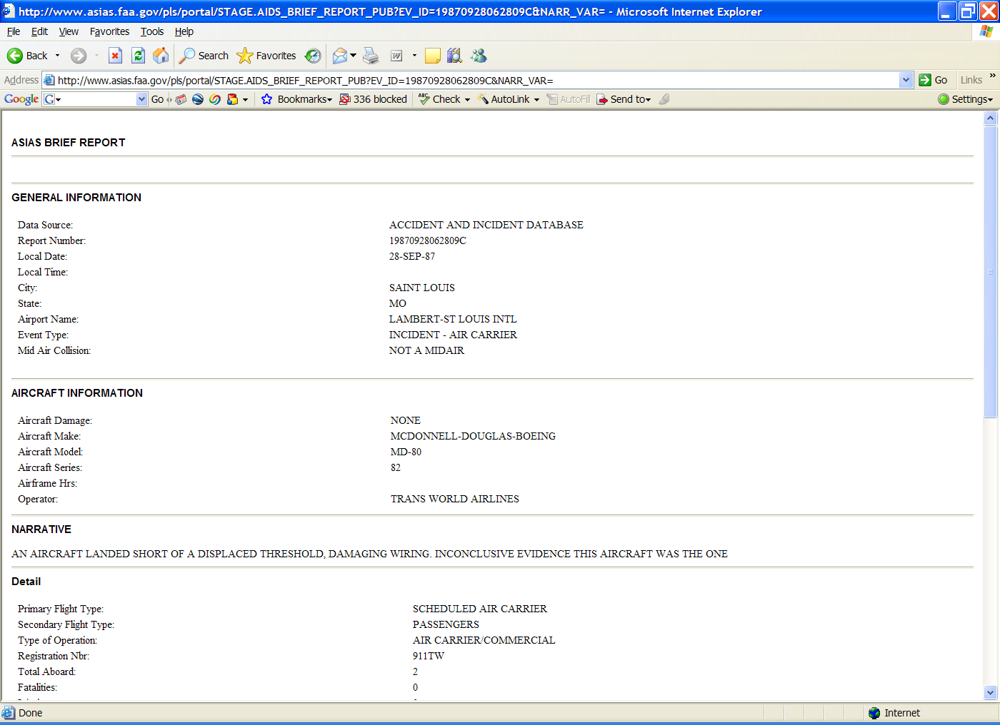 http://www.asias.faa.gov/pls/portal/STAGE.AIDS_BRIEF_REPORT_PUB?EV_ID=19870928062809C&NARR_VAR= - Microsoft Internet Explorer
File Edit View Favorites Tools Help
Back Search Favorites
Address http://www.asias.faa.gov/pls/portal/STAGE.AIDS_BRIEF_REPORT_PUB?EV_ID=19870928062809C&NARR_VAR= Go Links »
Google G Go Bookmarks 336 blocked ABC Check AutoLink AutoFill Send to Settings
ASIAS BRIEF REPORT
GENERAL INFORMATION
Data Source: ACCIDENT AND INCIDENT DATABASE
Report Number: 19870928062809C
Local Date: 28-SEP-87
Local Time:
City: SAINT LOUIS
State: MO
Airport Name: LAMBERT-ST LOUIS INTL
Event Type: INCIDENT - AIR CARRIER
Mid Air Collision: NOT A MIDAIR
AIRCRAFT INFORMATION
Aircraft Damage: NONE
Aircraft Make: MCDONNELL-DOUGLAS-BOEING
Aircraft Model: MD-80
Aircraft Series: 82
Airframe Hrs:
Operator: TRANS WORLD AIRLINES
NARRATIVE
AN AIRCRAFT LANDED SHORT OF A DISPLACED THRESHOLD, DAMAGING WIRING. INCONCLUSIVE EVIDENCE THIS AIRCRAFT WAS THE ONE
Detail
Primary Flight Type: SCHEDULED AIR CARRIER
Secondary Flight Type: PASSENGERS
Type of Operation: AIR CARRIER/COMMERCIAL
Registration Nbr: 911TW
Total Aboard: 2
Fatalities: 0
Done Internet